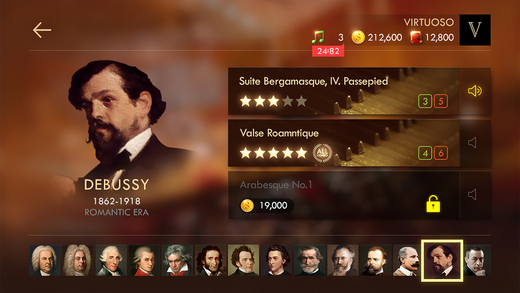 VIRTUOSO
3
212,600
12,800
V
24:82
Suite Bergamasque, IV. Passepied
3 5
Valse Roamntique
4 6
DEBUSSY
1862-1918
ROMANTIC ERA
Arabesque No.1
19,000